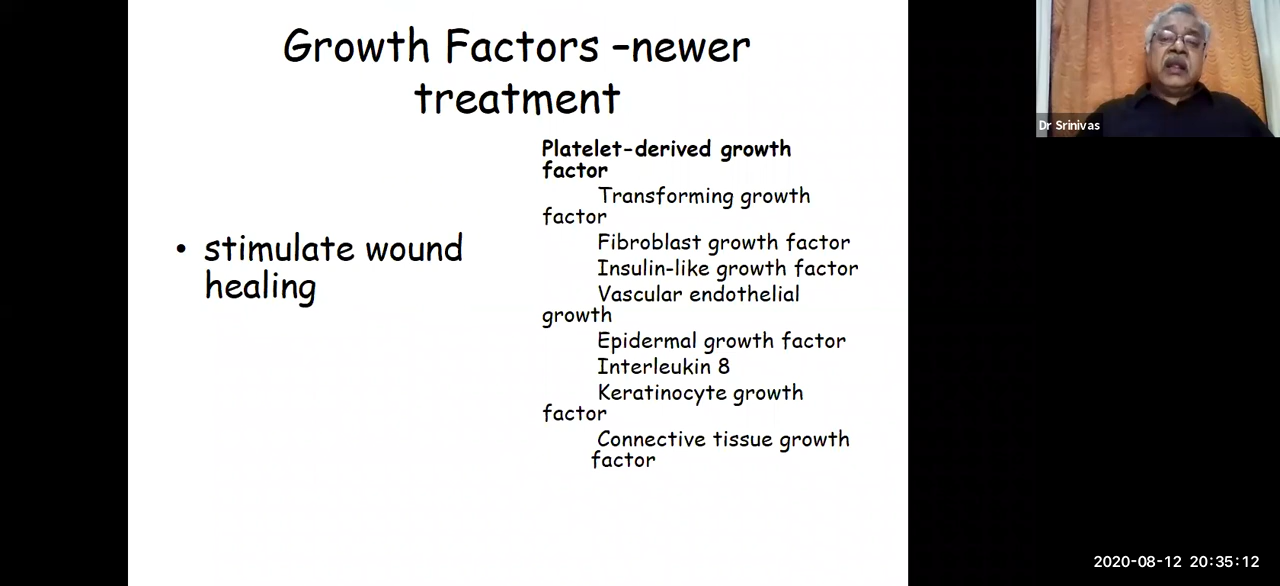 Growth Factors –newer
treatment
• stimulate wound
healing
Platelet-derived growth
factor
Transforming growth
factor
Fibroblast growth factor
Insulin-like growth factor
Vascular endothelial
growth
Epidermal growth factor
Interleukin 8
Keratinocyte growth
factor
Connective tissue growth
factor
Dr Srinivas
2020-08-12 20:35:12